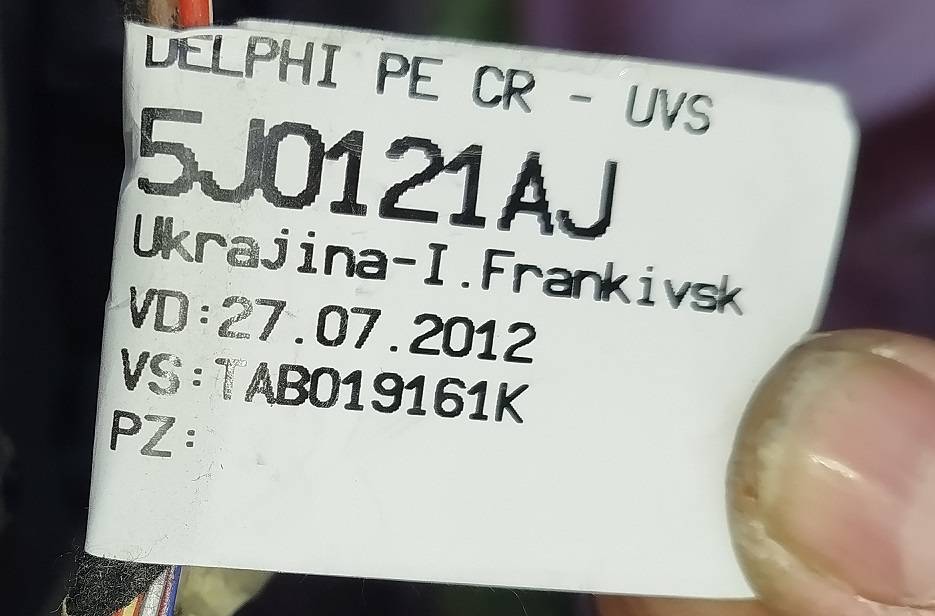 DELPHI PE CR - UVS
5J0121AJ
Ukrajina-I.Frankivsk
VD:27.07.2012
VS:TAB019161K
PZ: